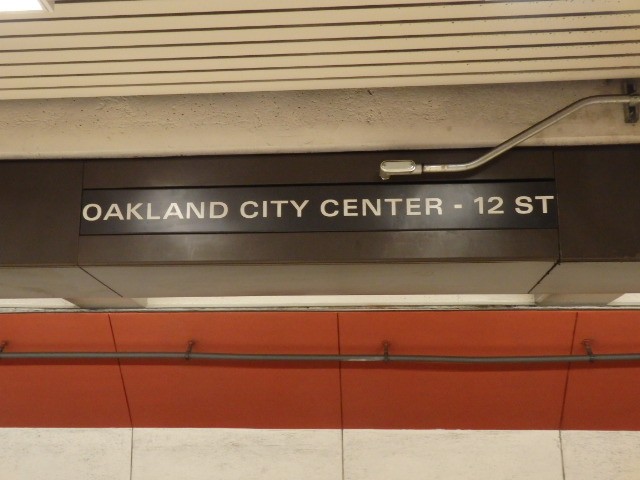 OAKLAND CITY CENTER - 12 ST